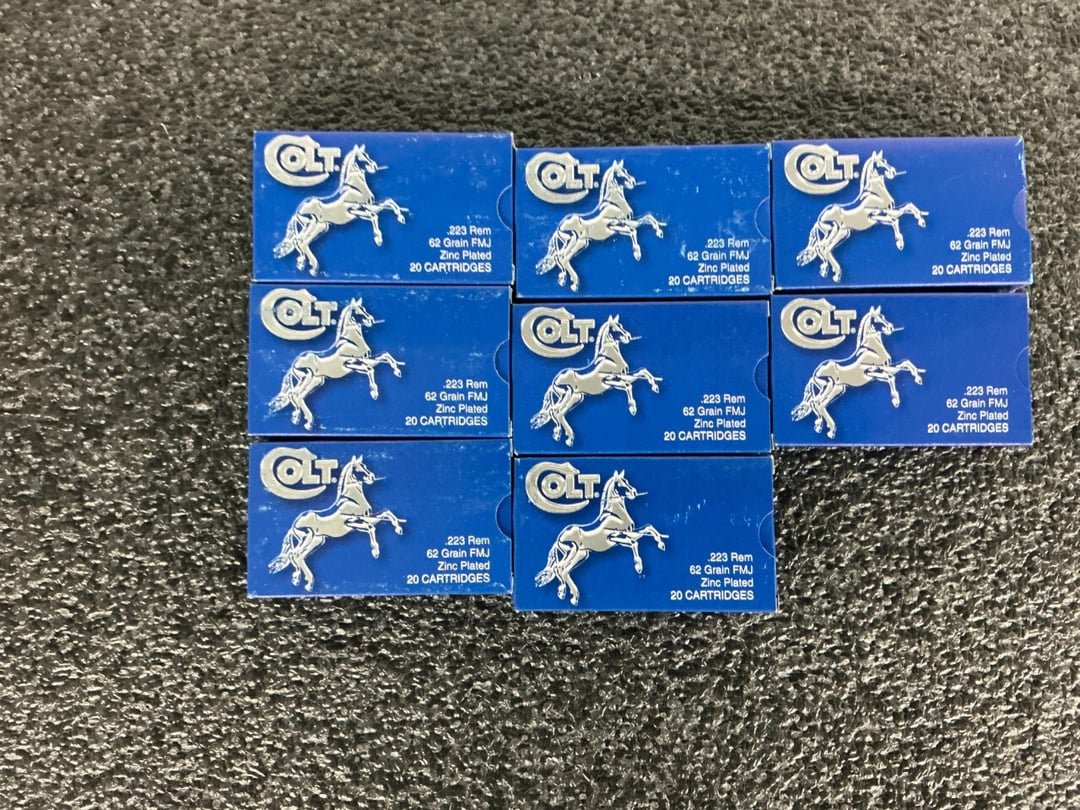 COLT.
.223 Rem
62 Grain FMJ
Zinc Plated
20 CARTRIDGES
COLT.
.223 Rem
62 Grain FMJ
Zinc Plated
20 CARTRIDGES
COLT.
.223 Rem
62 Grain FMJ
Zinc Plated
20 CARTRIDGES
COLT.
.223 Rem
62 Grain FMJ
Zinc Plated
20 CARTRIDGES
COLT.
.223 Rem
62 Grain FMJ
Zinc Plated
20 CARTRIDGES
COLT.
.223 Rem
62 Grain FMJ
Zinc Plated
20 CARTRIDGES
COLT.
.223 Rem
62 Grain FMJ
Zinc Plated
20 CARTRIDGES
COLT.
.223 Rem
62 Grain FMJ
Zinc Plated
20 CARTRIDGES